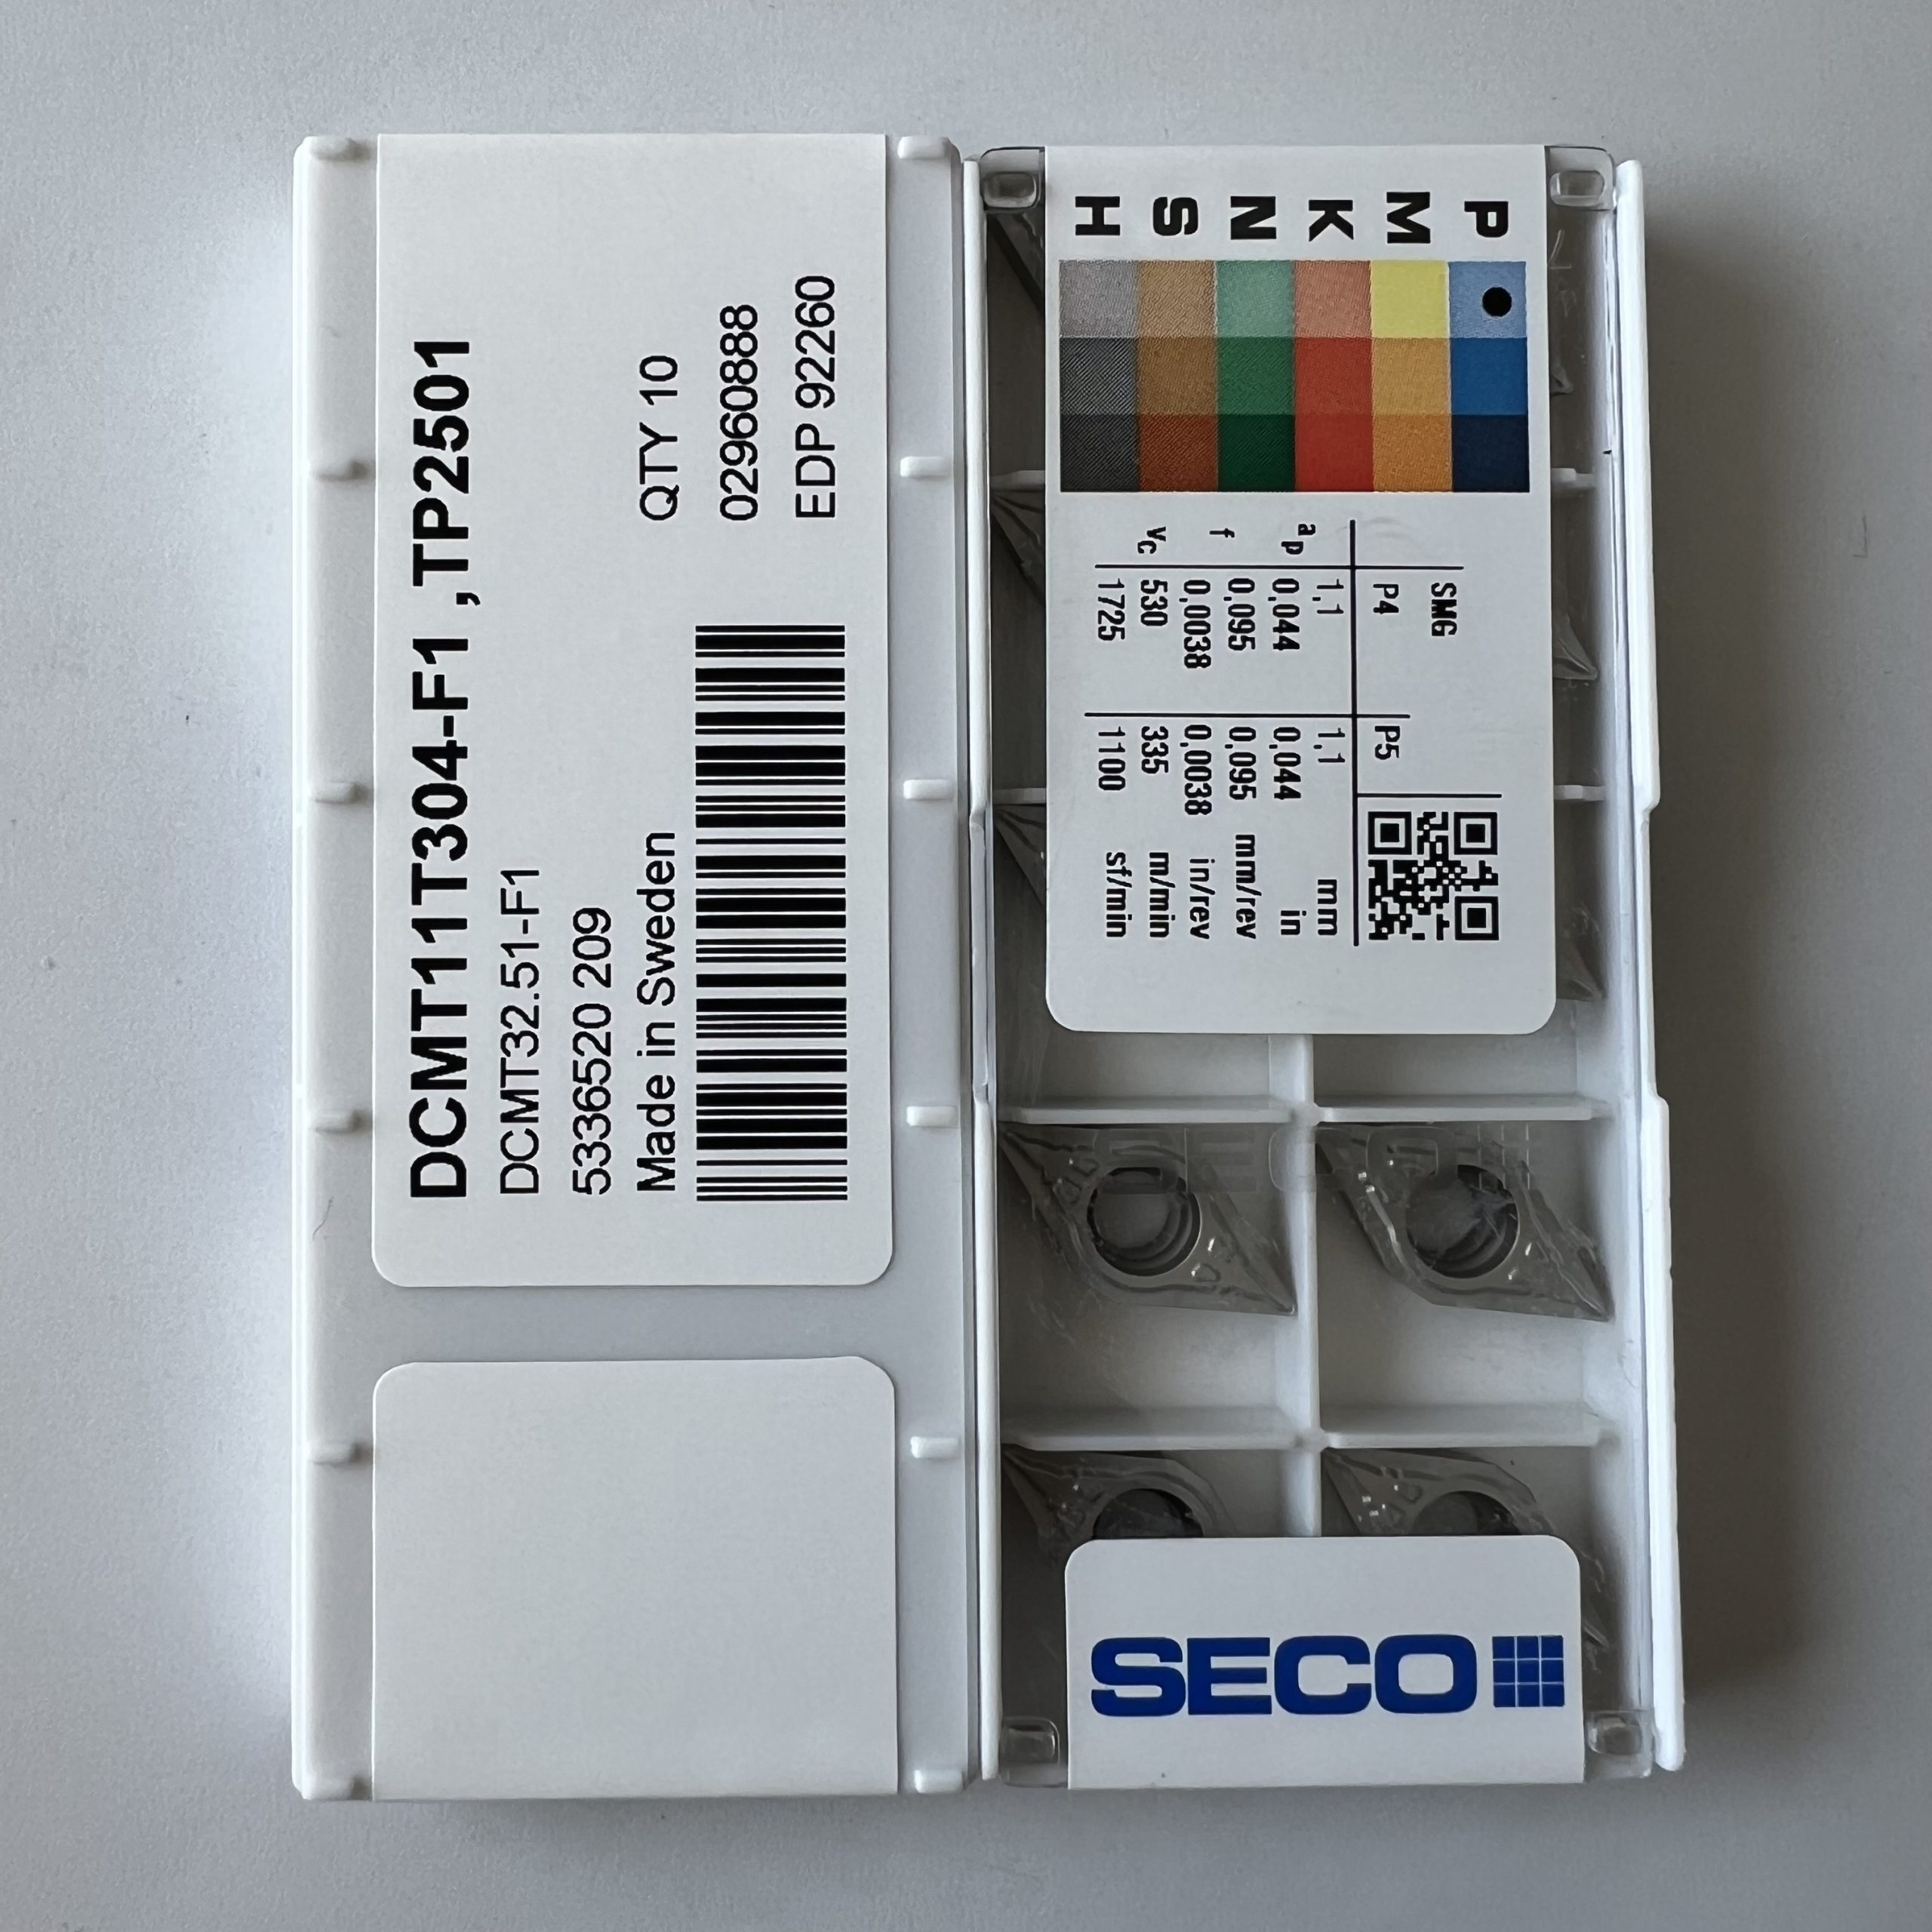 DCMT11T304-F1 ,TP2501
DCMT32.51-F1
5336520 209
Made in Sweden
QTY 10
02960888
EDP 92260
P
M
K
N
S
H
SMG
P4 P5
ap 1,1 1,1 mm
0,044 0,044 in
f 0,095 0,095 mm/rev
0,0038 0,0038 in/rev
vc 530 335 m/min
1725 1100 sf/min
SECO
SECO